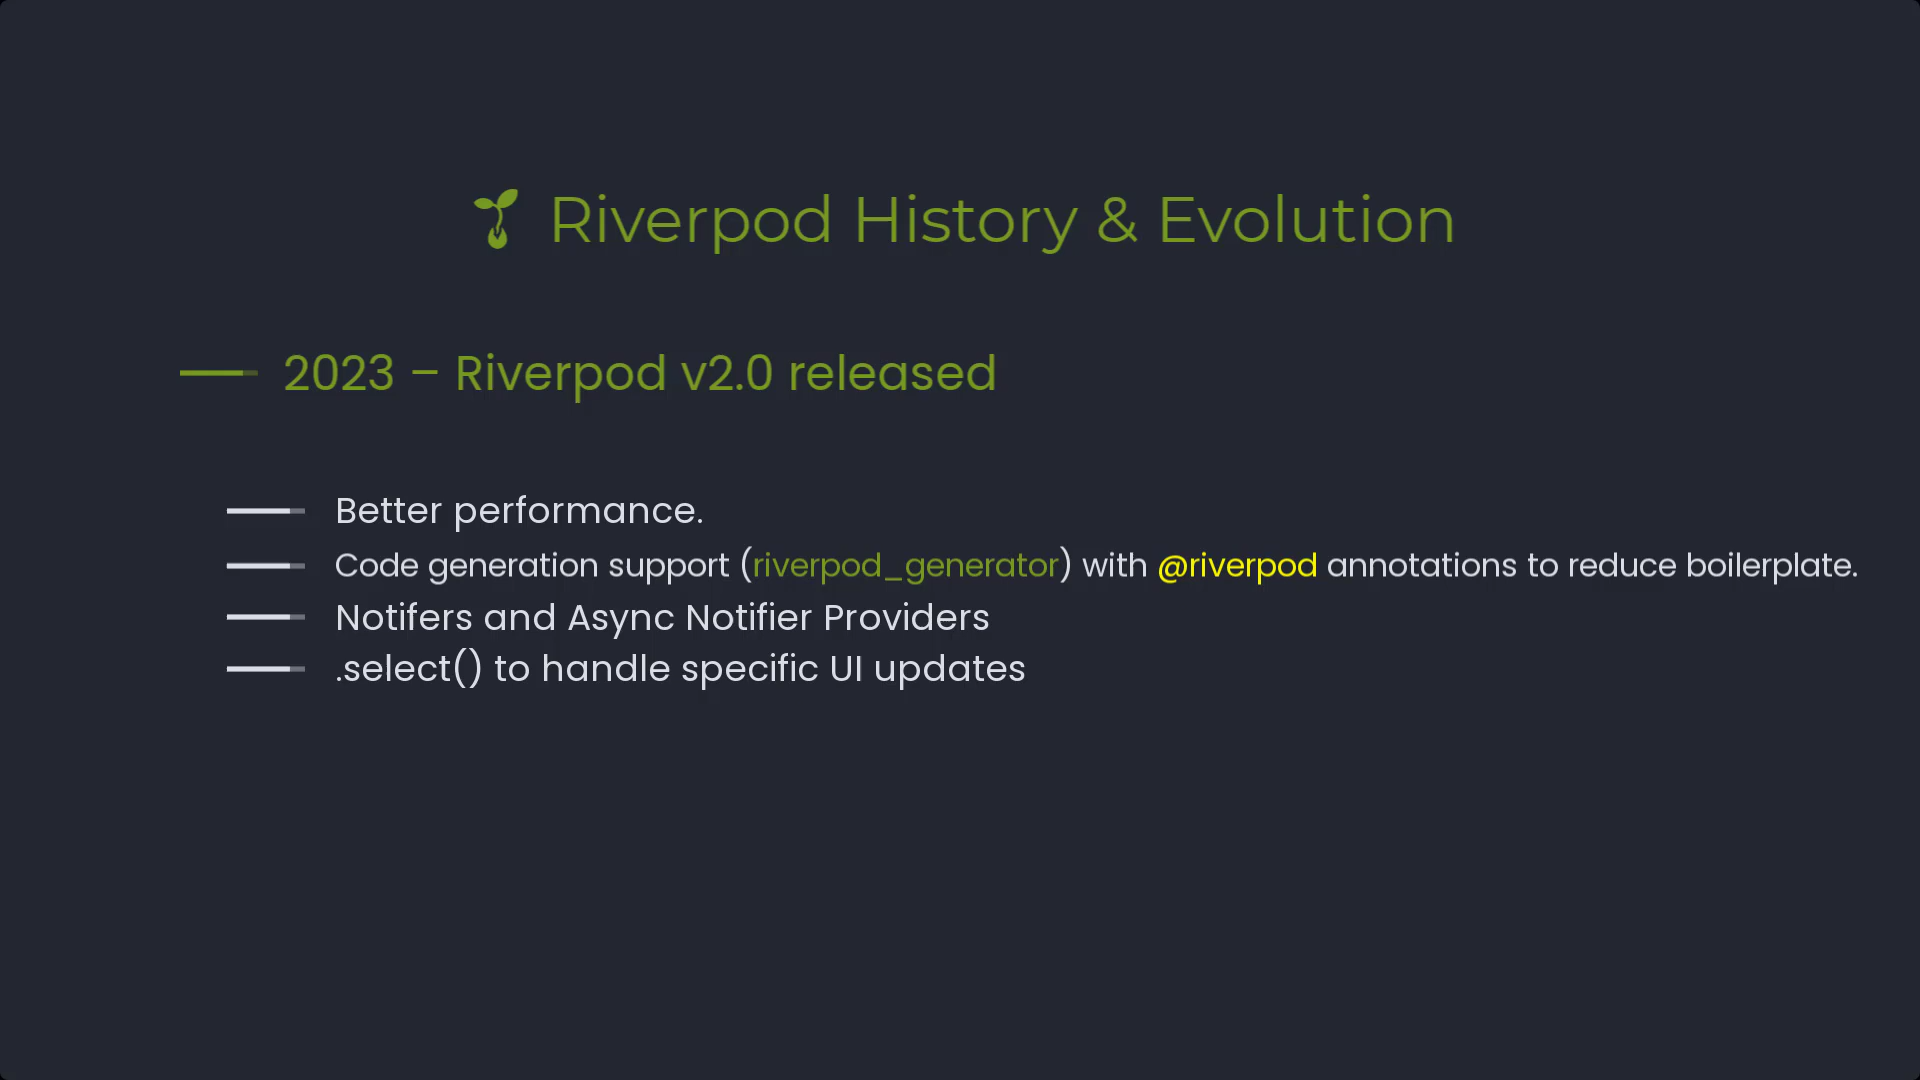 Riverpod History & Evolution
2023 – Riverpod v2.0 released
Better performance.
Code generation support (riverpod_generator) with @riverpod annotations to reduce boilerplate.
Notifers and Async Notifier Providers
.select() to handle specific UI updates